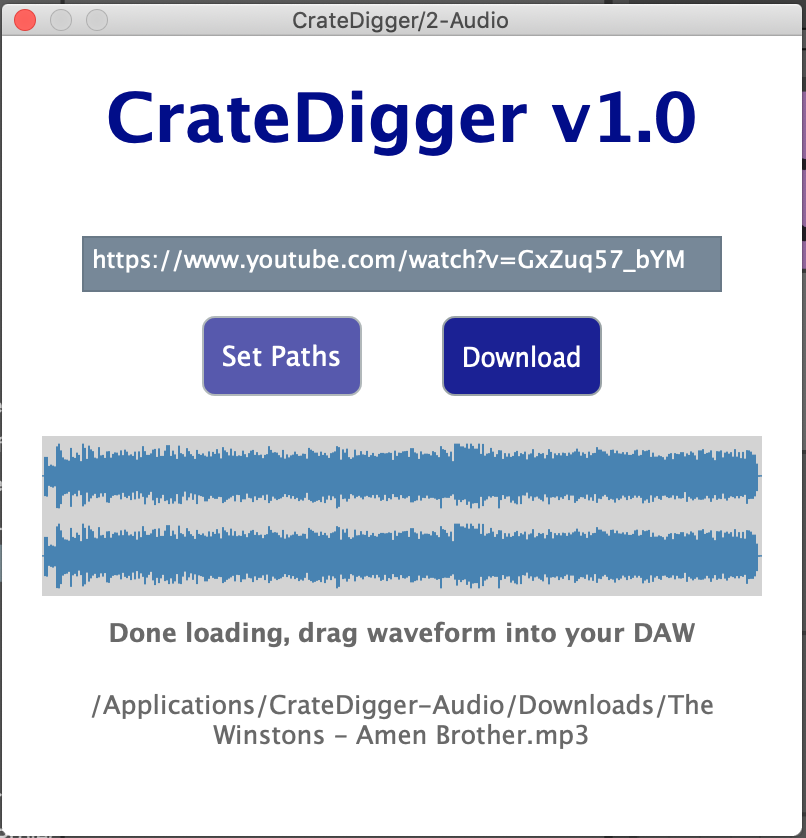 CrateDigger/2-Audio
CrateDigger v1.0
https://www.youtube.com/watch?v=GxZuq57_bYM
Set Paths
Download
Done loading, drag waveform into your DAW
/Applications/CrateDigger-Audio/Downloads/The
Winstons - Amen Brother.mp3